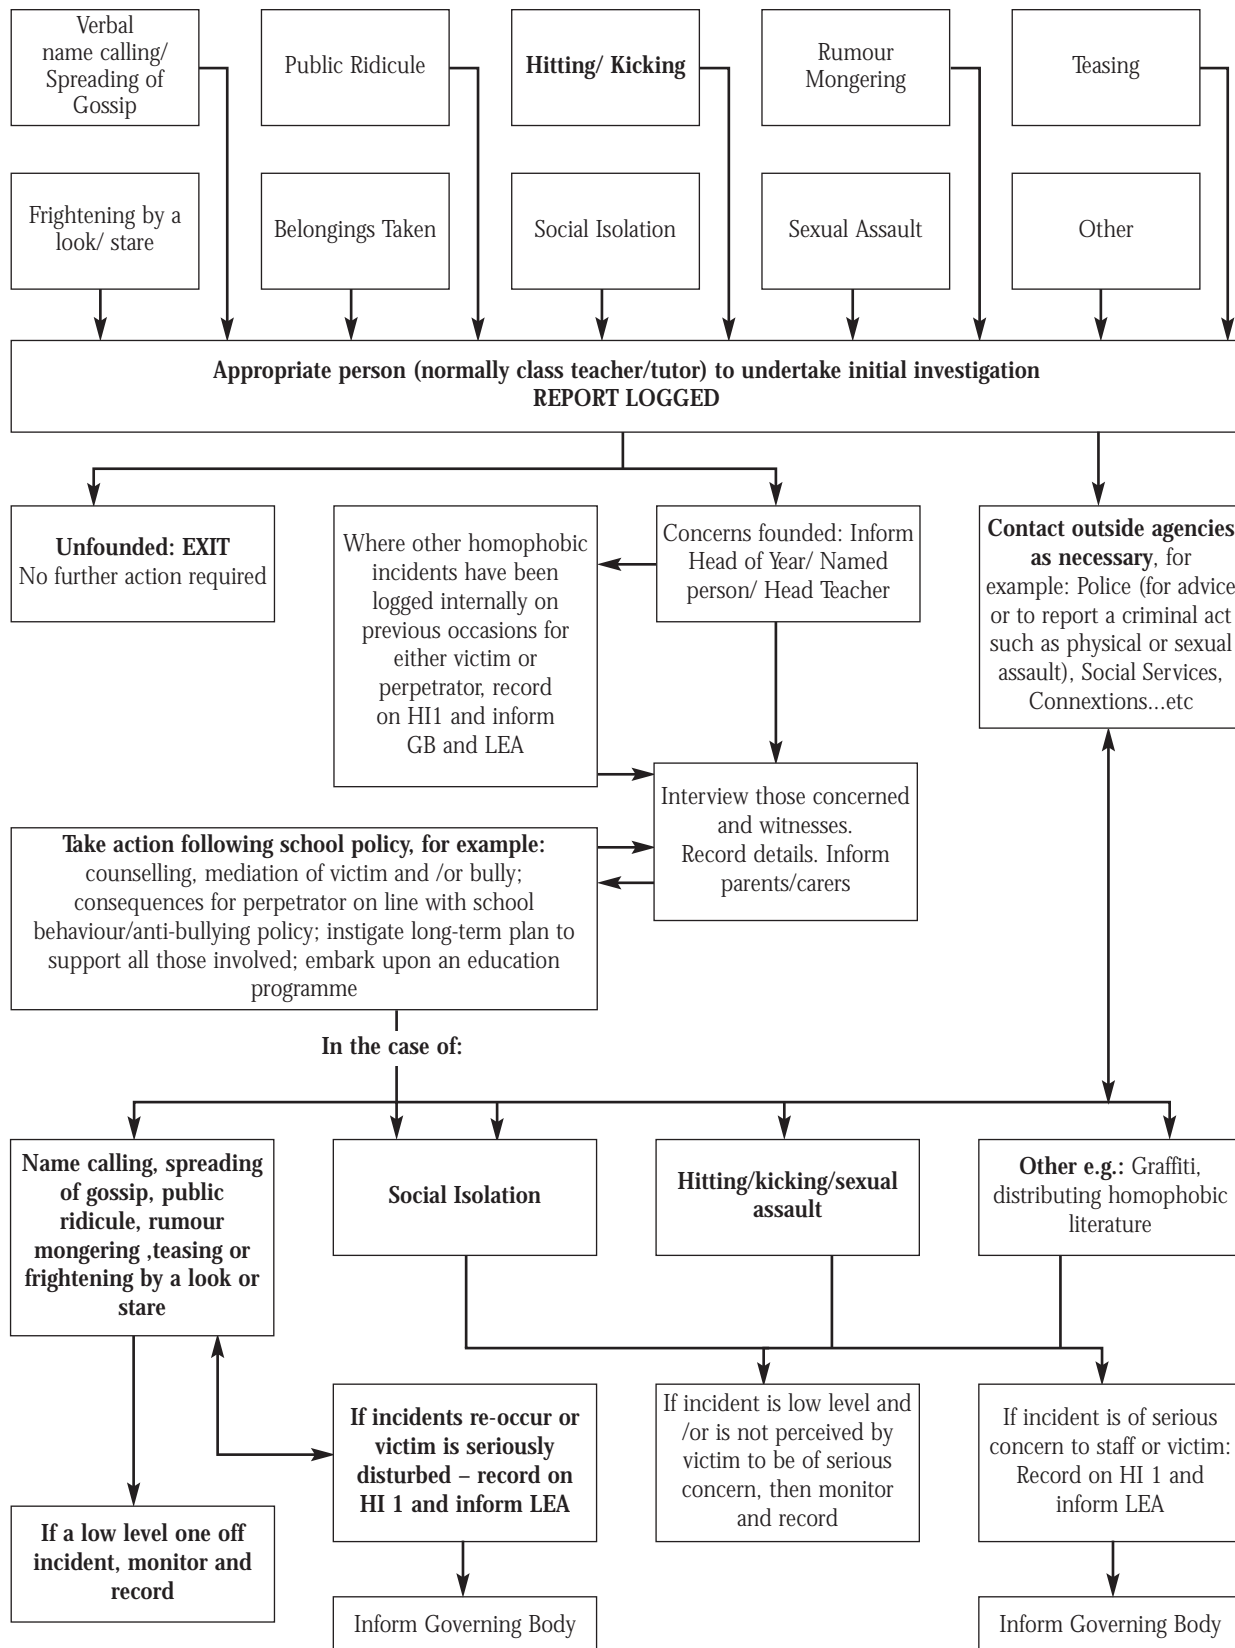 Verbal
name calling/
Spreading of
Gossip
Public Ridicule
Hitting/ Kicking
Rumour
Mongering
Teasing
Frightening by a
look/ stare
Belongings Taken
Social Isolation
Sexual Assault
Other
Appropriate person (normally class teacher/tutor) to undertake initial investigation
REPORT LOGGED
Unfounded: EXIT
No further action required
Where other homophobic
incidents have been
logged internally on
previous occasions for
either victim or
perpetrator, record
on HI1 and inform
GB and LEA
Concerns founded: Inform
Head of Year/ Named
person/ Head Teacher
Contact outside agencies
as necessary, for
example: Police (for advice
or to report a criminal act
such as physical or sexual
assault), Social Services,
Connextions...etc
Interview those concerned
and witnesses.
Record details. Inform
parents/carers
Take action following school policy, for example:
counselling, mediation of victim and /or bully;
consequences for perpetrator on line with school
behaviour/anti-bullying policy; instigate long-term plan to
support all those involved; embark upon an education
programme
In the case of:
Name calling, spreading
of gossip, public
ridicule, rumour
mongering ,teasing or
frightening by a look or
stare
Social Isolation
Hitting/kicking/sexual
assault
Other e.g.: Graffiti,
distributing homophobic
literature
If incidents re-occur or
victim is seriously
disturbed – record on
HI 1 and inform LEA
If incident is low level and
/or is not perceived by
victim to be of serious
concern, then monitor
and record
If incident is of serious
concern to staff or victim:
Record on HI 1 and
inform LEA
If a low level one off
incident, monitor and
record
Inform Governing Body
Inform Governing Body